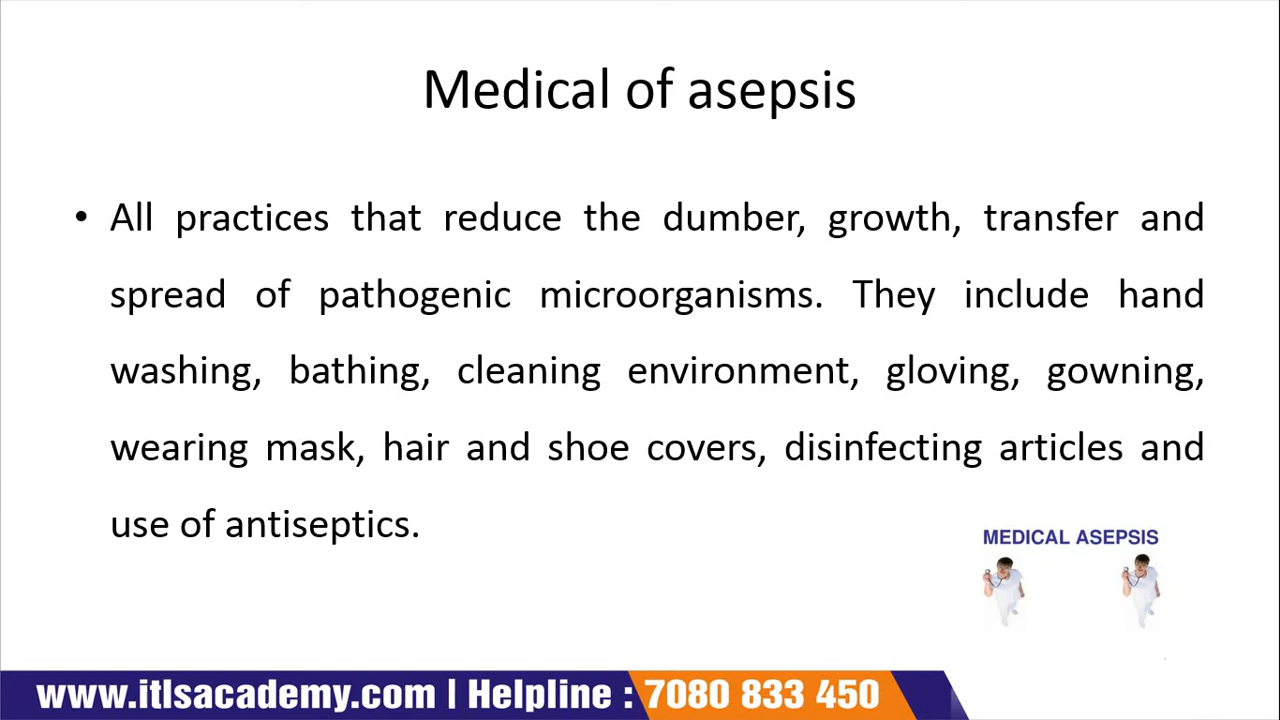 Medical of asepsis
• All practices that reduce the dumber, growth, transfer and
spread of pathogenic microorganisms. They include hand
washing, bathing, cleaning environment, gloving, gowning,
wearing mask, hair and shoe covers, disinfecting articles and
use of antiseptics.
MEDICAL ASEPSIS
www.itlsacademy.com | Helpline : 7080 833 450